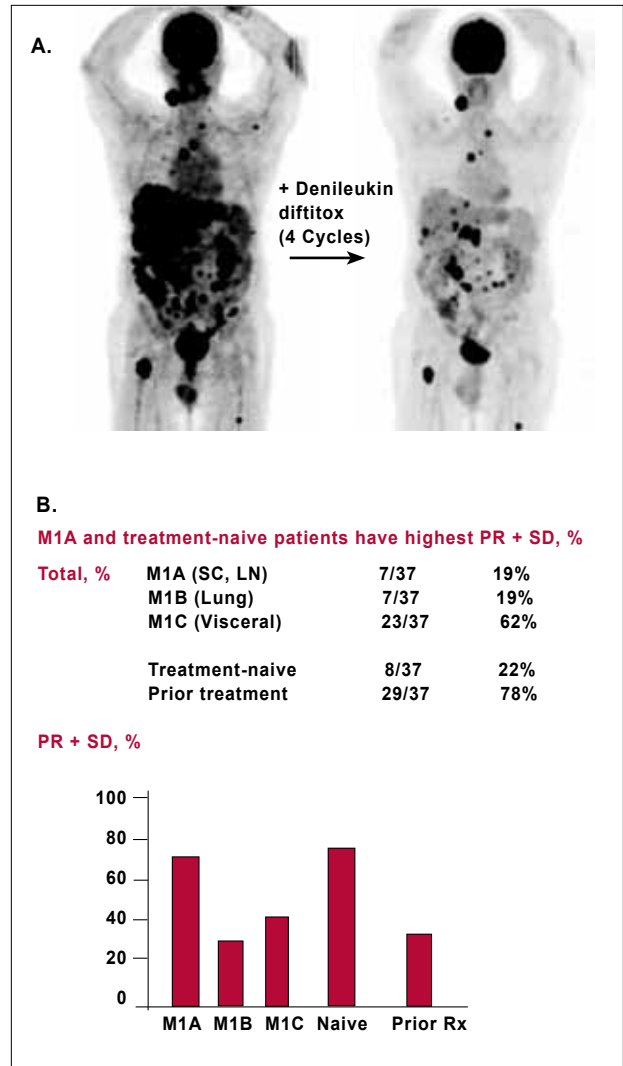 A.
+ Denileukin
diftitox
(4 Cycles)
B.
M1A and treatment-naive patients have highest PR + SD, %
Total, % M1A (SC, LN) 7/37 19%
M1B (Lung) 7/37 19%
M1C (Visceral) 23/37 62%
Treatment-naive 8/37 22%
Prior treatment 29/37 78%
PR + SD, %
100
80
60
40
20
0
M1A M1B M1C Naive Prior Rx